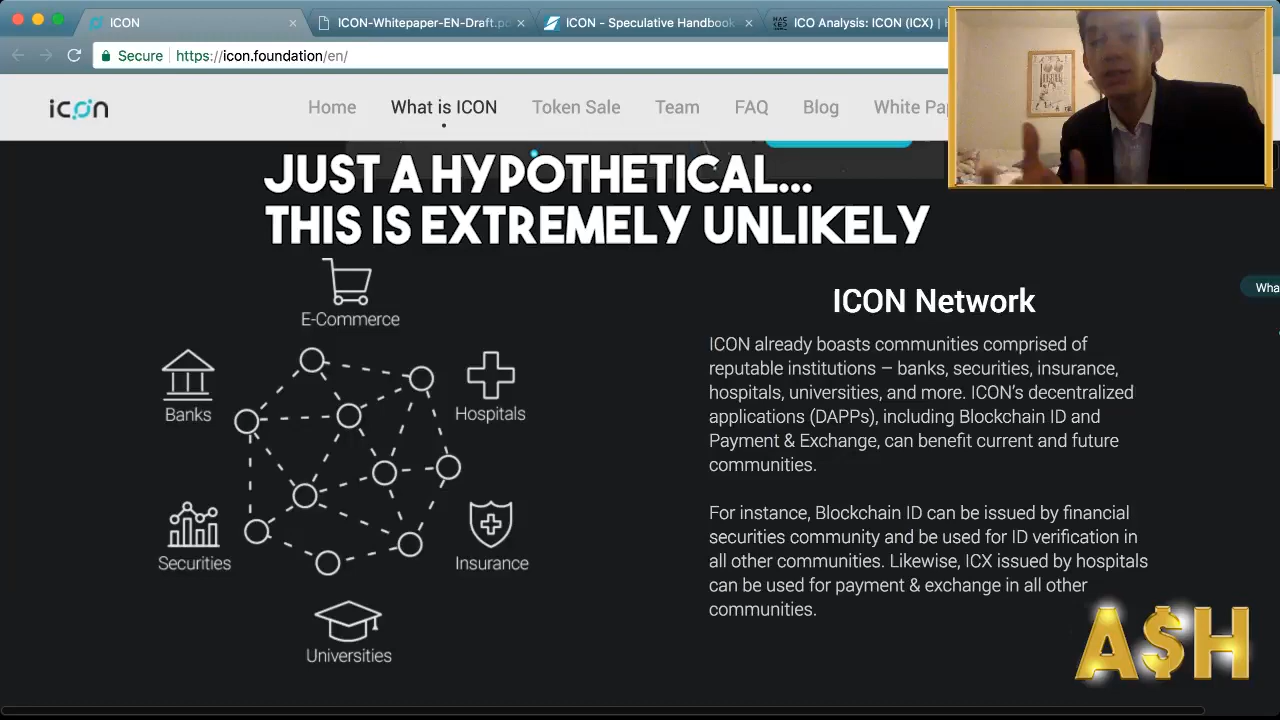 ICON
ICON-Whitepaper-EN-Draft.p
ICON - Speculative Handbook
ICO Analysis: ICON (ICX) | H
Secure
https://icon.foundation/en/
icon
Home
What is ICON
Token Sale
Team
FAQ
Blog
White Pap
JUST A HYPOTHETICAL...
THIS IS EXTREMELY UNLIKELY
E-Commerce
Banks
Hospitals
Securities
Insurance
Universities
ICON Network
ICON already boasts communities comprised of
reputable institutions – banks, securities, insurance,
hospitals, universities, and more. ICON's decentralized
applications (DAPPs), including Blockchain ID and
Payment & Exchange, can benefit current and future
communities.
For instance, Blockchain ID can be issued by financial
securities community and be used for ID verification in
all other communities. Likewise, ICX issued by hospitals
can be used for payment & exchange in all other
communities.
Wha
A$H